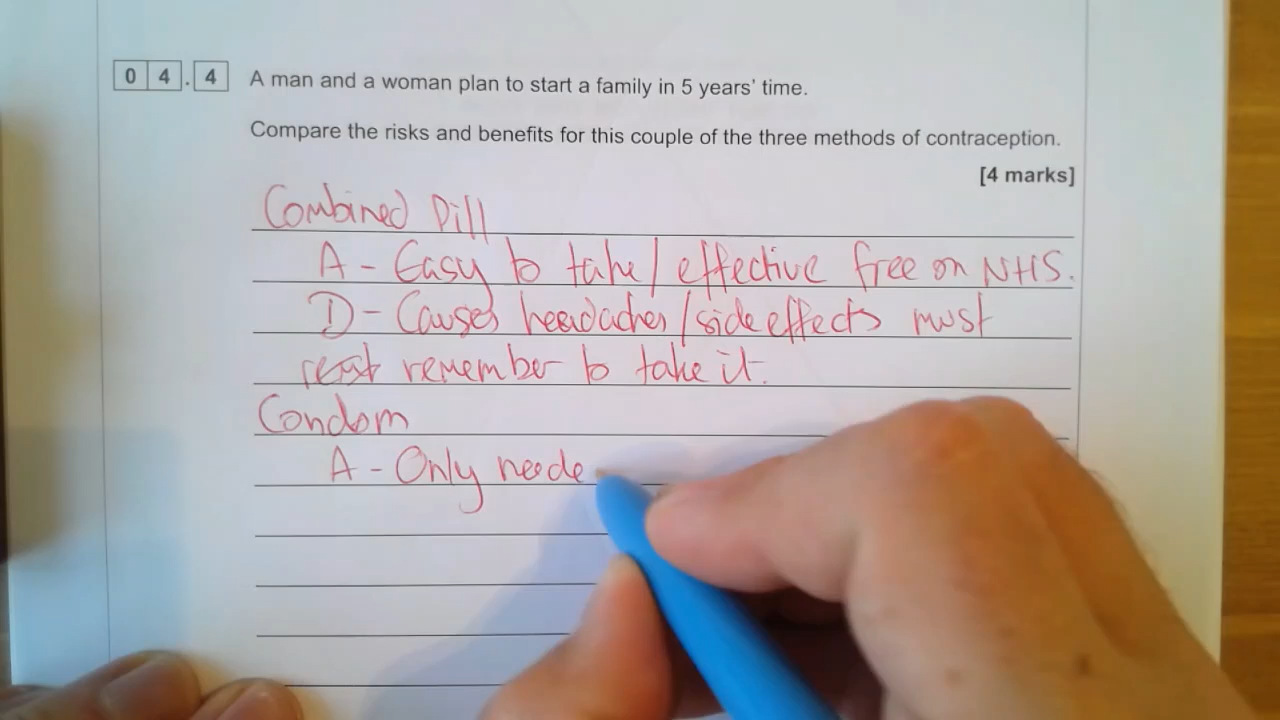 04.4 A man and a woman plan to start a family in 5 years' time.
Compare the risks and benefits for this couple of the three methods of contraception.
[4 marks]
Combined Pill
A - Easy to take / effective free on NHS.
D - Causes headaches / side effects must
remember to take it.
Condom
A - Only neede